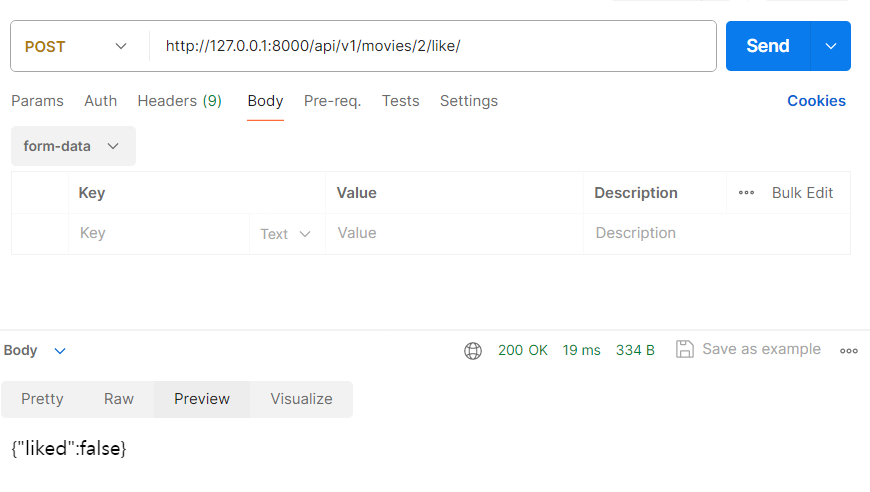 POST http://127.0.0.1:8000/api/v1/movies/2/like/ Send
Params Auth Headers (9) Body Pre-req. Tests Settings Cookies
form-data
Key Value Description Bulk Edit
Key Text Value Description
Body 200 OK 19 ms 334 B Save as example
Pretty Raw Preview Visualize
{"liked":false}